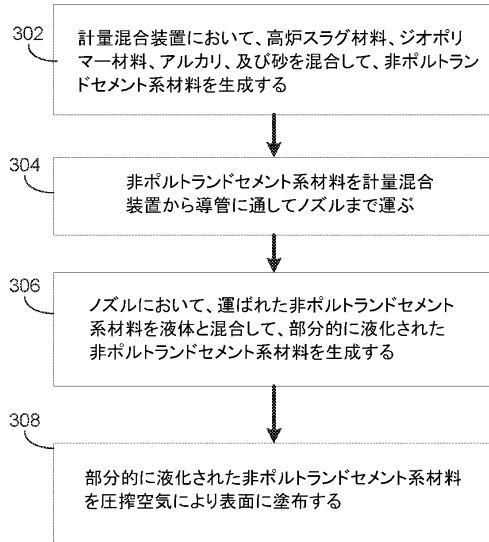 302
計量混合装置において、高炉スラグ材料、ジオポリ
マー材料、アルカリ、及び砂を混合して、非ポルトラン
ドセメント系材料を生成する
304
非ポルトランドセメント系材料を計量混合
装置から導管に通してノズルまで運ぶ
306
ノズルにおいて、運ばれた非ポルトランドセメント
系材料を液体と混合して、部分的に液化された
非ポルトランドセメント系材料を生成する
308
部分的に液化された非ポルトランドセメント系材料
を圧搾空気により表面に塗布する